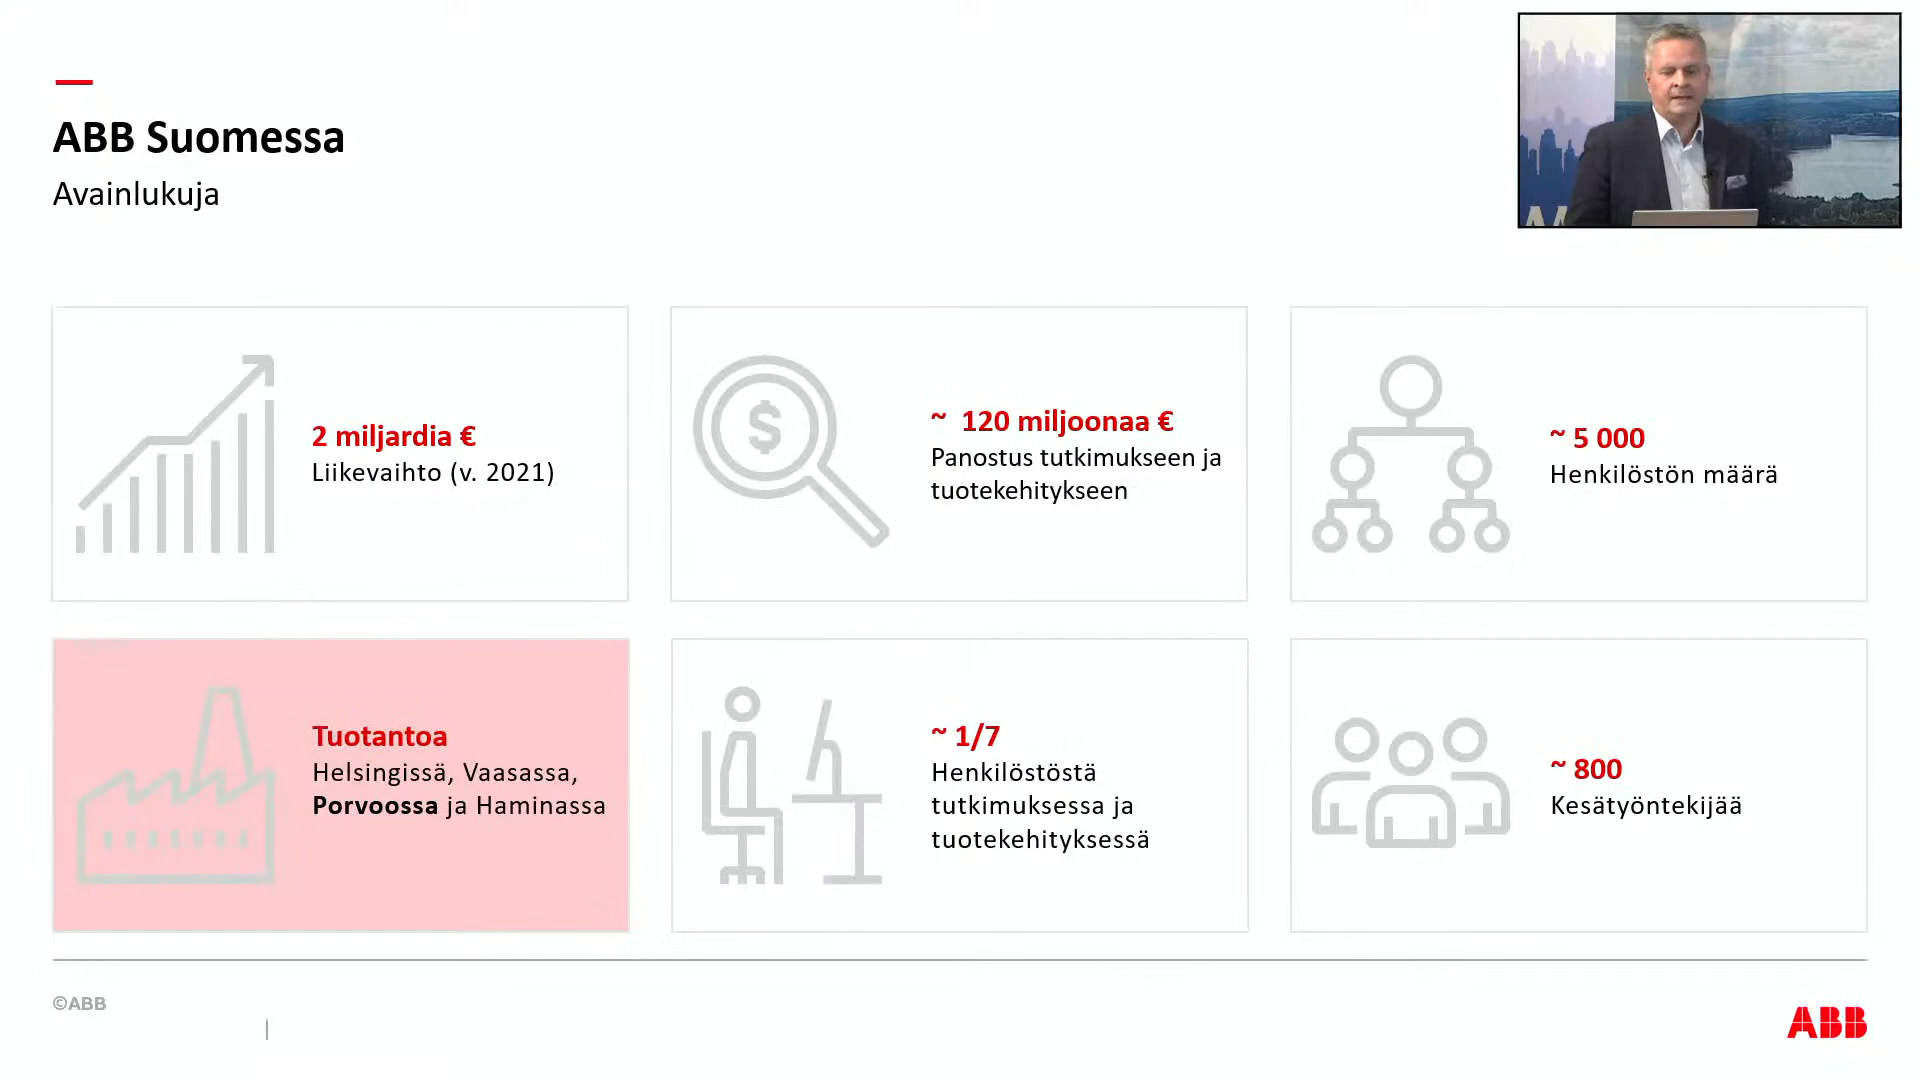 ABB Suomessa
Avainlukuja
2 miljardia €
Liikevaihto (v. 2021)
$
~ 120 miljoonaa €
Panostus tutkimukseen ja
tuotekehitykseen
~ 5 000
Henkilöstön määrä
Tuotantoa
Helsingissä, Vaasassa,
Porvoossa ja Haminassa
~ 1/7
Henkilöstöstä
tutkimuksessa ja
tuotekehityksessä
~ 800
Kesätyöntekijää
©ABB
ABB